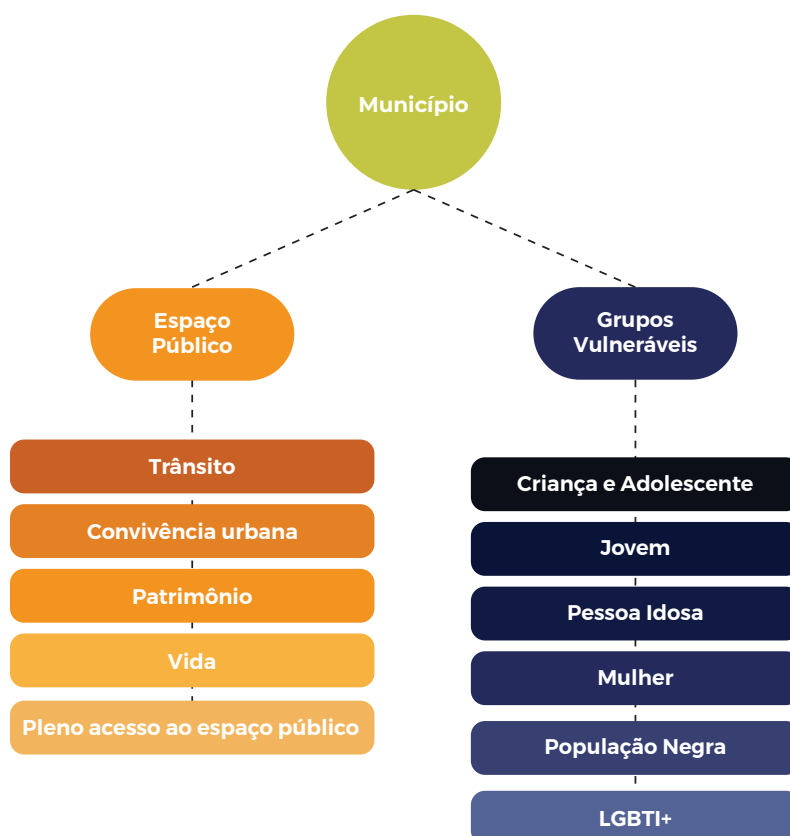 Município
Espaço
Público
Trânsito
Convivência urbana
Patrimônio
Vida
Pleno acesso ao espaço público
Grupos
Vulneráveis
Criança e Adolescente
Jovem
Pessoa Idosa
Mulher
População Negra
LGBTI+